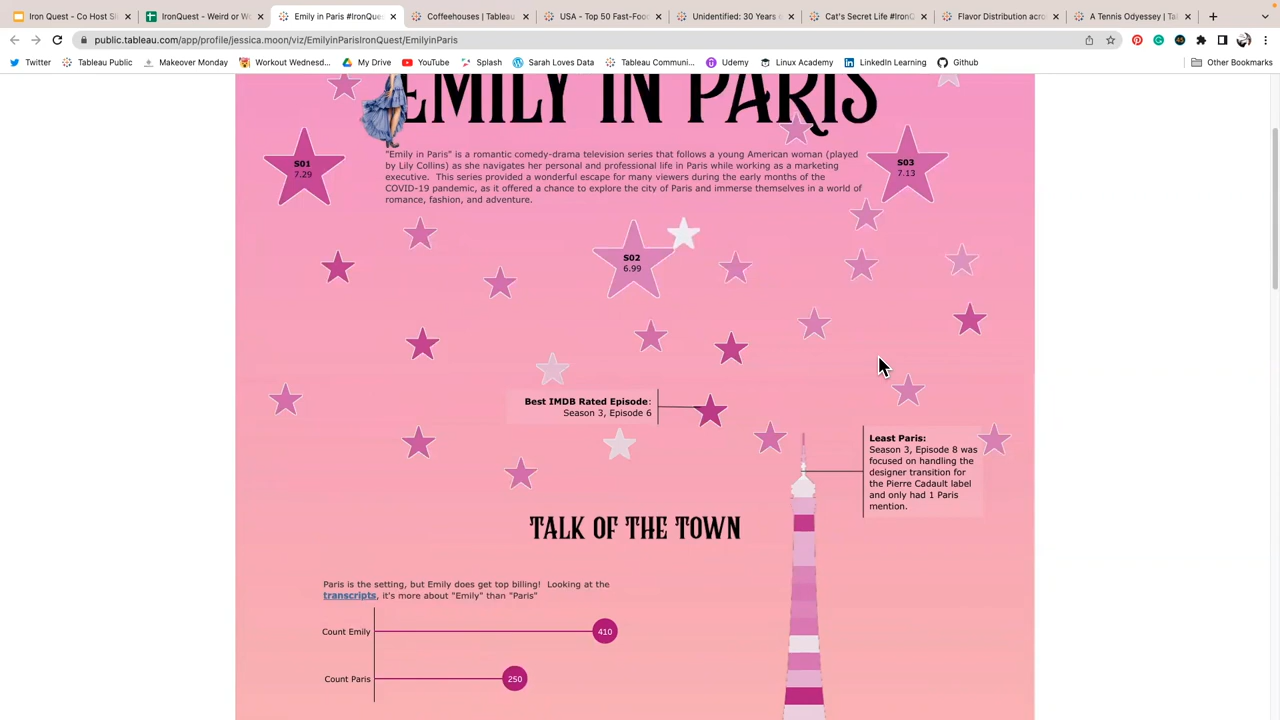 Iron Quest - Co Host Sl
IronQuest - Weird or Wo
Emily in Paris #IronQues
Coffeehouses | Tableau
USA - Top 50 Fast-Foo
Unidentified: 30 Years
Cat's Secret Life #IronQ
Flavor Distribution acro
A Tennis Odyssey | Ta
public.tableau.com/app/profile/jessica.moon/viz/EmilyinParisIronQuest/EmilyinParis
Twitter
Tableau Public
Makeover Monday
Workout Wednesd...
My Drive
YouTube
Splash
Sarah Loves Data
Tableau Communi...
Udemy
Linux Academy
LinkedIn Learning
Github
Other Bookmarks
EMILY IN PARIS
"Emily in Paris" is a romantic comedy-drama television series that follows a young American woman (played
by Lily Collins) as she navigates her personal and professional life in Paris while working as a marketing
executive. This series provided a wonderful escape for many viewers during the early months of the
COVID-19 pandemic, as it offered a chance to explore the city of Paris and immerse themselves in a world of
romance, fashion, and adventure.
S01
7.29
S03
7.13
S02
6.99
Best IMDB Rated Episode:
Season 3, Episode 6
Least Paris:
Season 3, Episode 8 was
focused on handling the
designer transition for
the Pierre Cadault label
and only had 1 Paris
mention.
TALK OF THE TOWN
Paris is the setting, but Emily does get top billing! Looking at the
transcripts, it's more about "Emily" than "Paris"
Count Emily
410
Count Paris
250